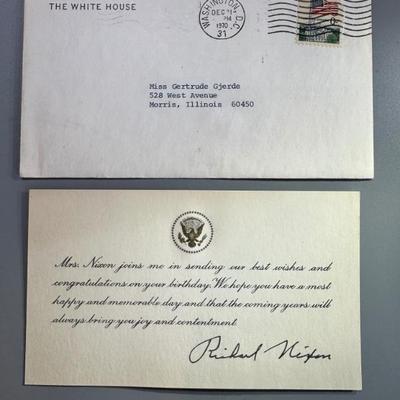 THE WHITE HOUSE
WASHINGTON, D.C.
DEC 31
PM
1970
31
Miss Gertrude Gjerde
528 West Avenue
Morris, Illinois 60450
Mrs. Nixon joins me in sending our best wishes and
congratulations on your birthday. We hope you have a most
happy and memorable day and that the coming years will
always bring you joy and contentment.
Richard Nixon